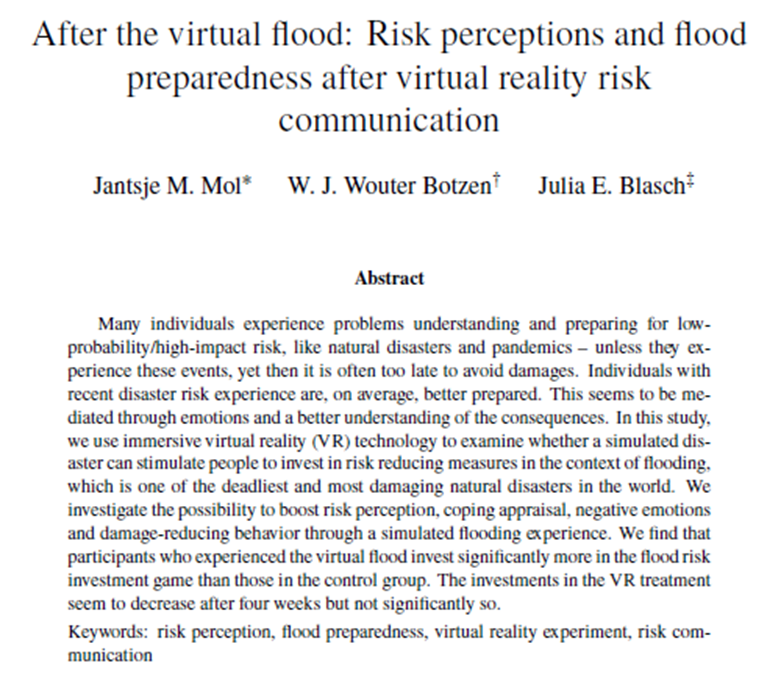 After the virtual flood: Risk perceptions and flood
preparedness after virtual reality risk
communication
Jantsje M. Mol* W. J. Wouter Botzen† Julia E. Blasch‡
Abstract
Many individuals experience problems understanding and preparing for low-
probability/high-impact risk, like natural disasters and pandemics – unless they ex-
perience these events, yet then it is often too late to avoid damages. Individuals with
recent disaster risk experience are, on average, better prepared. This seems to be me-
diated through emotions and a better understanding of the consequences. In this study,
we use immersive virtual reality (VR) technology to examine whether a simulated dis-
aster can stimulate people to invest in risk reducing measures in the context of flooding,
which is one of the deadliest and most damaging natural disasters in the world. We
investigate the possibility to boost risk perception, coping appraisal, negative emotions
and damage-reducing behavior through a simulated flooding experience. We find that
participants who experienced the virtual flood invest significantly more in the flood risk
investment game than those in the control group. The investments in the VR treatment
seem to decrease after four weeks but not significantly so.
Keywords: risk perception, flood preparedness, virtual reality experiment, risk com-
munication